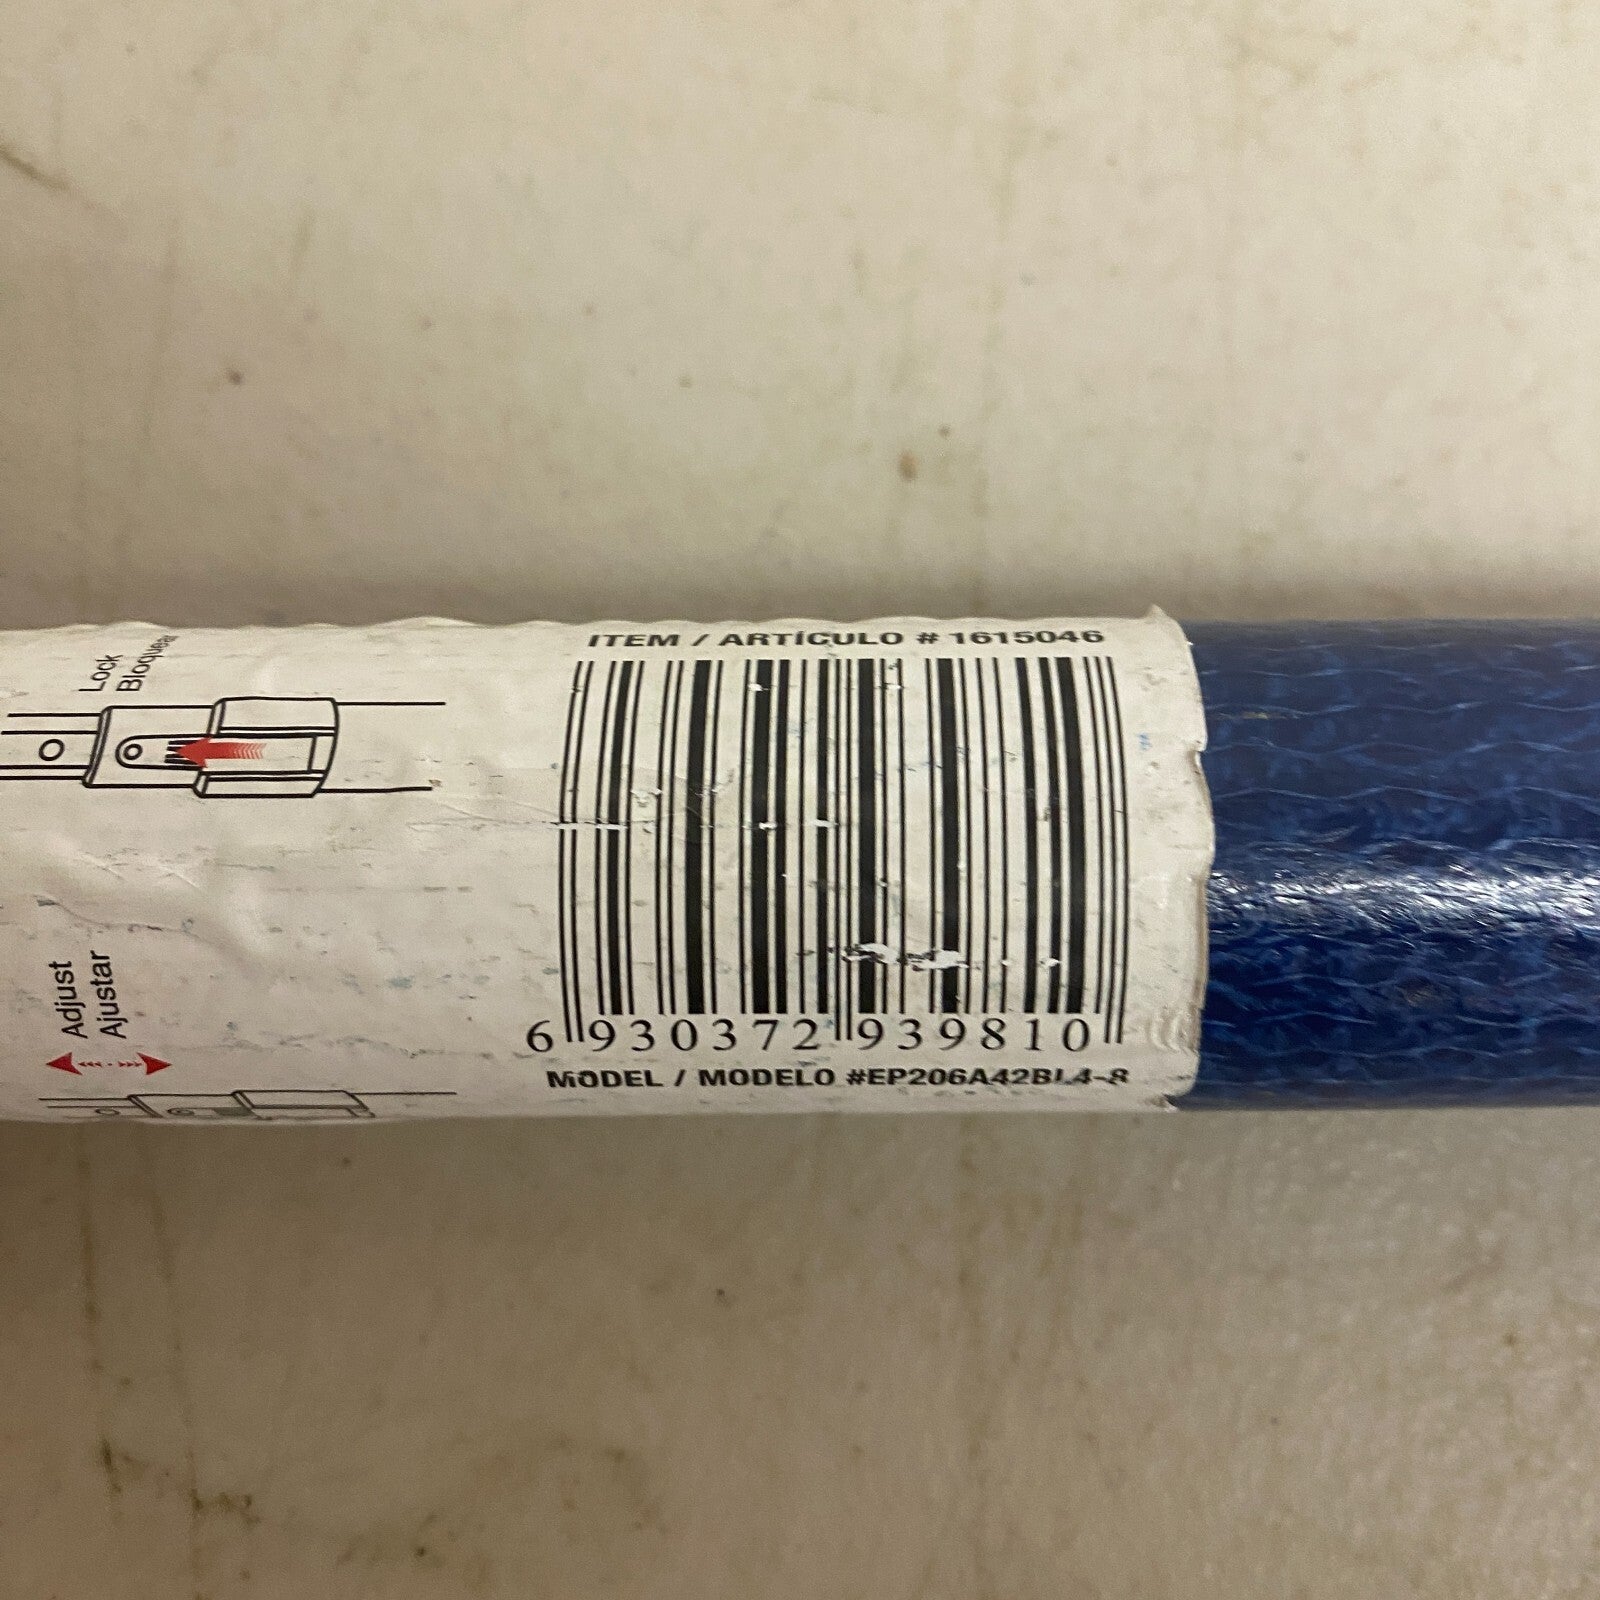 Lock
Bloquear
ITEM / ARTÍCULO # 1615046
6 930372 939810
MODEL / MODELO #EP206A42BL4-8
Adjust
Ajustar